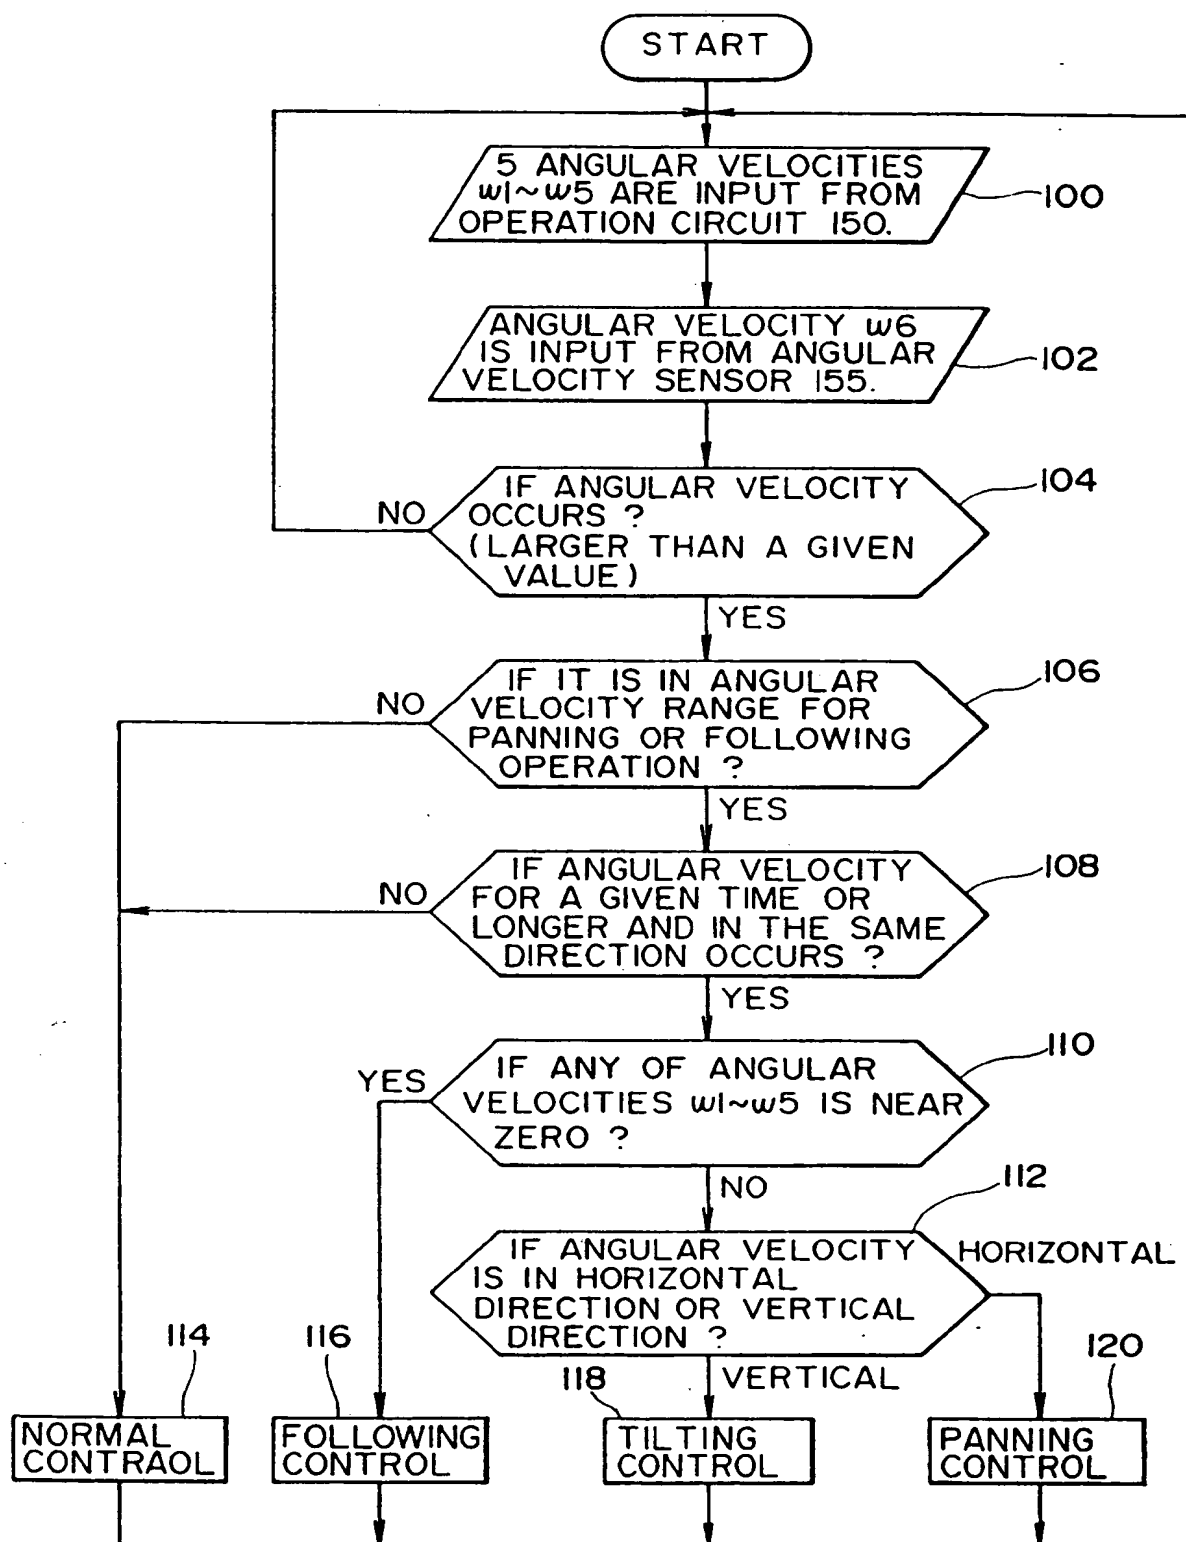 START
5 ANGULAR VELOCITIES
ω1~ω5 ARE INPUT FROM
OPERATION CIRCUIT 150.
100
ANGULAR VELOCITY ω6
IS INPUT FROM ANGULAR
VELOCITY SENSOR 155.
102
IF ANGULAR VELOCITY
OCCURS ?
(LARGER THAN A GIVEN
VALUE)
104
NO
YES
IF IT IS IN ANGULAR
VELOCITY RANGE FOR
PANNING OR FOLLOWING
OPERATION ?
106
NO
YES
IF ANGULAR VELOCITY
FOR A GIVEN TIME OR
LONGER AND IN THE SAME
DIRECTION OCCURS ?
108
NO
YES
IF ANY OF ANGULAR
VELOCITIES ω1~ω5 IS NEAR
ZERO ?
110
YES
NO
112
IF ANGULAR VELOCITY
IS IN HORIZONTAL
DIRECTION OR VERTICAL
DIRECTION ?
HORIZONTAL
VERTICAL
114
NORMAL
CONTRAOL
116
FOLLOWING
CONTROL
118
TILTING
CONTROL
120
PANNING
CONTROL